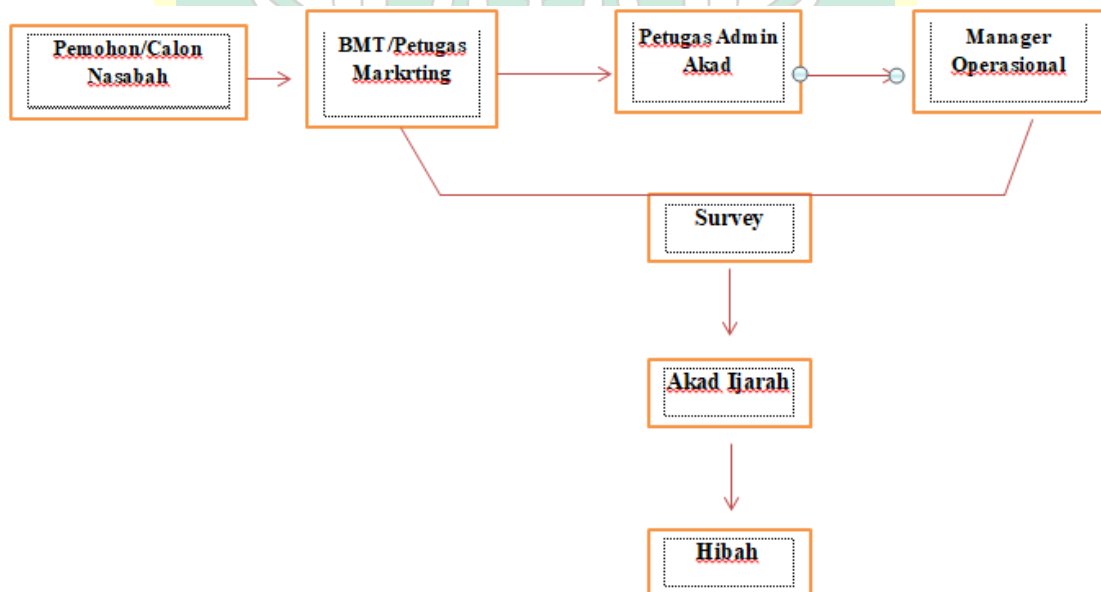 Pemohon/Calon
Nasabah
BMT/Petugas
Markrting
Petugas Admin
Akad
Manager
Operasional
Survey
Akad Ijarah
Hibah